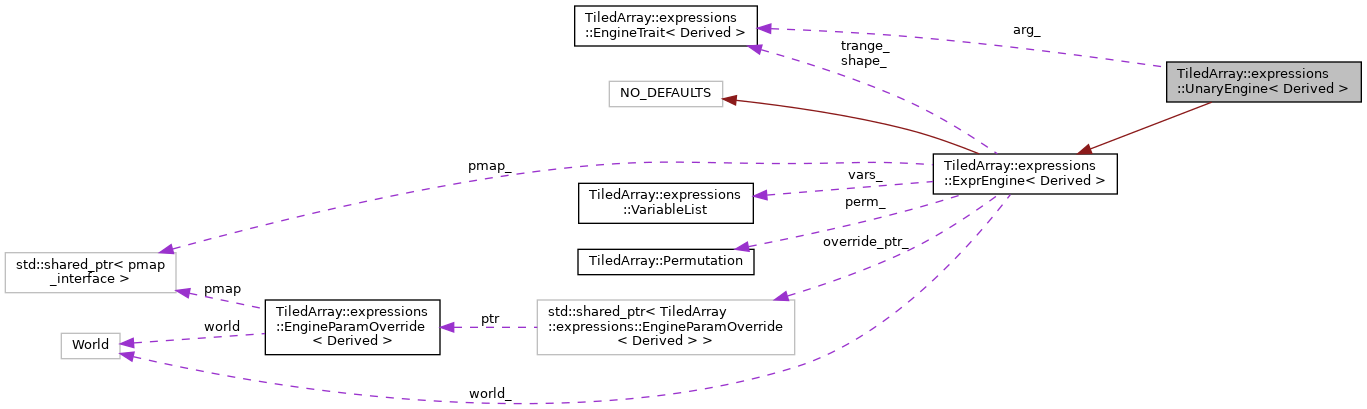 TiledArray::expressions
::EngineTrait< Derived >
arg_
trange_
shape_
TiledArray::expressions
::UnaryEngine< Derived >
NO_DEFAULTS
pmap_
TiledArray::expressions
::ExprEngine< Derived >
vars_
TiledArray::expressions
::VariableList
perm_
override_ptr_
TiledArray::Permutation
std::shared_ptr< pmap
_interface >
pmap
TiledArray::expressions
::EngineParamOverride
< Derived >
ptr
std::shared_ptr< TiledArray
::expressions::EngineParamOverride
< Derived > >
world
World
world_